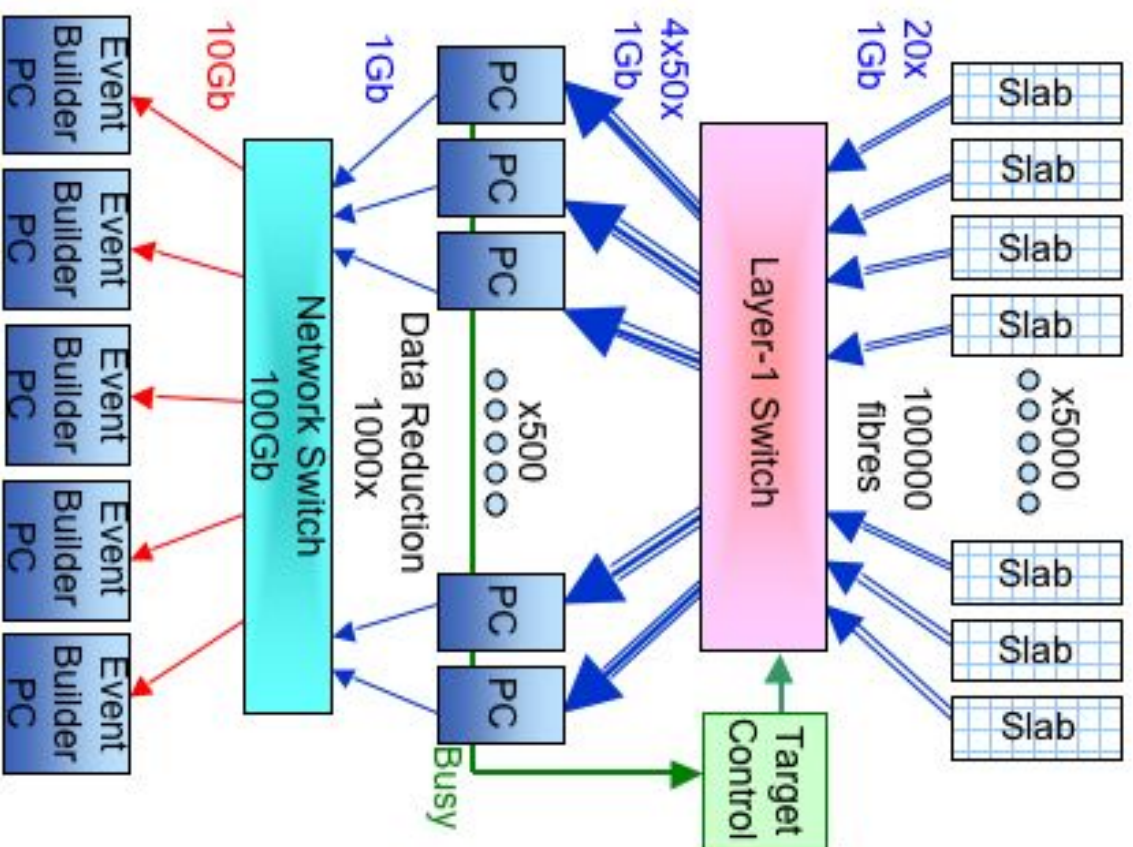 Slab
Slab
Slab
Slab
x5000
Slab
Slab
Slab
20x
1Gb
100000
fibres
Layer-1 Switch
Target
Control
4x50x
1Gb
PC
PC
PC
x500
PC
PC
1Gb
Data Reduction
1000x
Busy
Network Switch
100Gb
10Gb
Event
Builder
PC
Event
Builder
PC
Event
Builder
PC
Event
Builder
PC
Event
Builder
PC